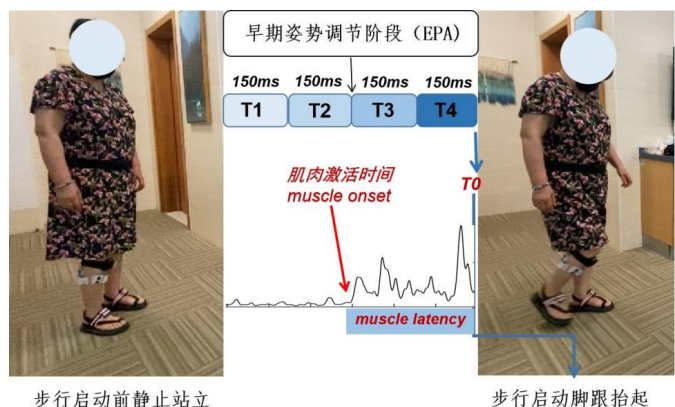 早期姿势调节阶段（EPA)
150ms 150ms 150ms 150ms
T1 T2 T3 T4
肌肉激活时间
muscle onset
T0
muscle latency
步行启动前静止站立
步行启动脚跟抬起